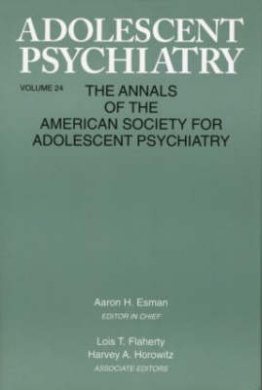 ADOLESCENT
PSYCHIATRY
VOLUME 24
THE ANNALS
OF THE
AMERICAN SOCIETY FOR
ADOLESCENT PSYCHIATRY
Aaron H. Esman
EDITOR IN CHIEF
Lois T. Flaherty
Harvey A. Horowitz
ASSOCIATE EDITORS